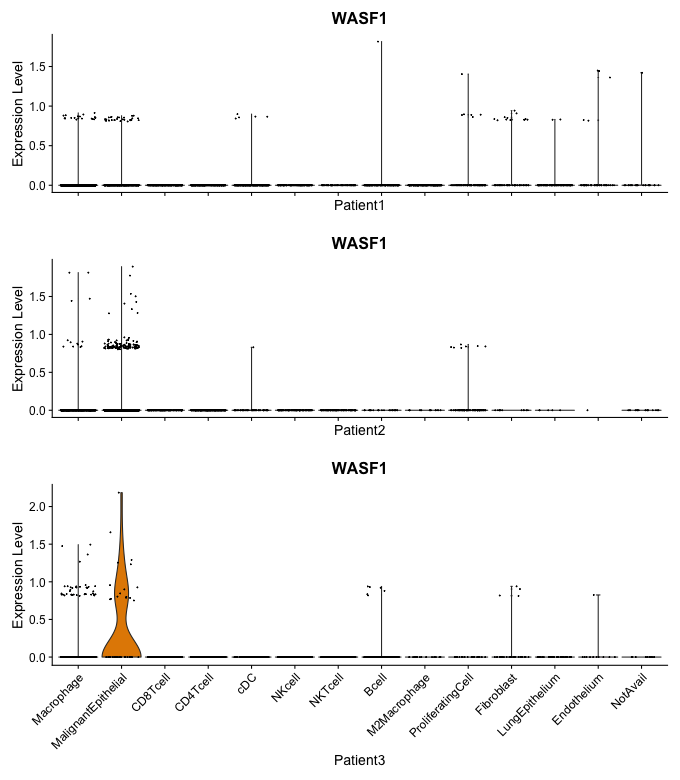 WASF1
Expression Level
1.5
1.0
0.5
0.0
Patient1
WASF1
Expression Level
1.5
1.0
0.5
0.0
Patient2
WASF1
Expression Level
2.0
1.5
1.0
0.5
0.0
Macrophage
MalignantEpithelial
CD8Tcell
CD4Tcell
cDC
NKcell
NKTcell
Bcell
M2Macrophage
ProliferatingCell
Fibroblast
LungEpithelium
Endothelium
NotAvail
Patient3